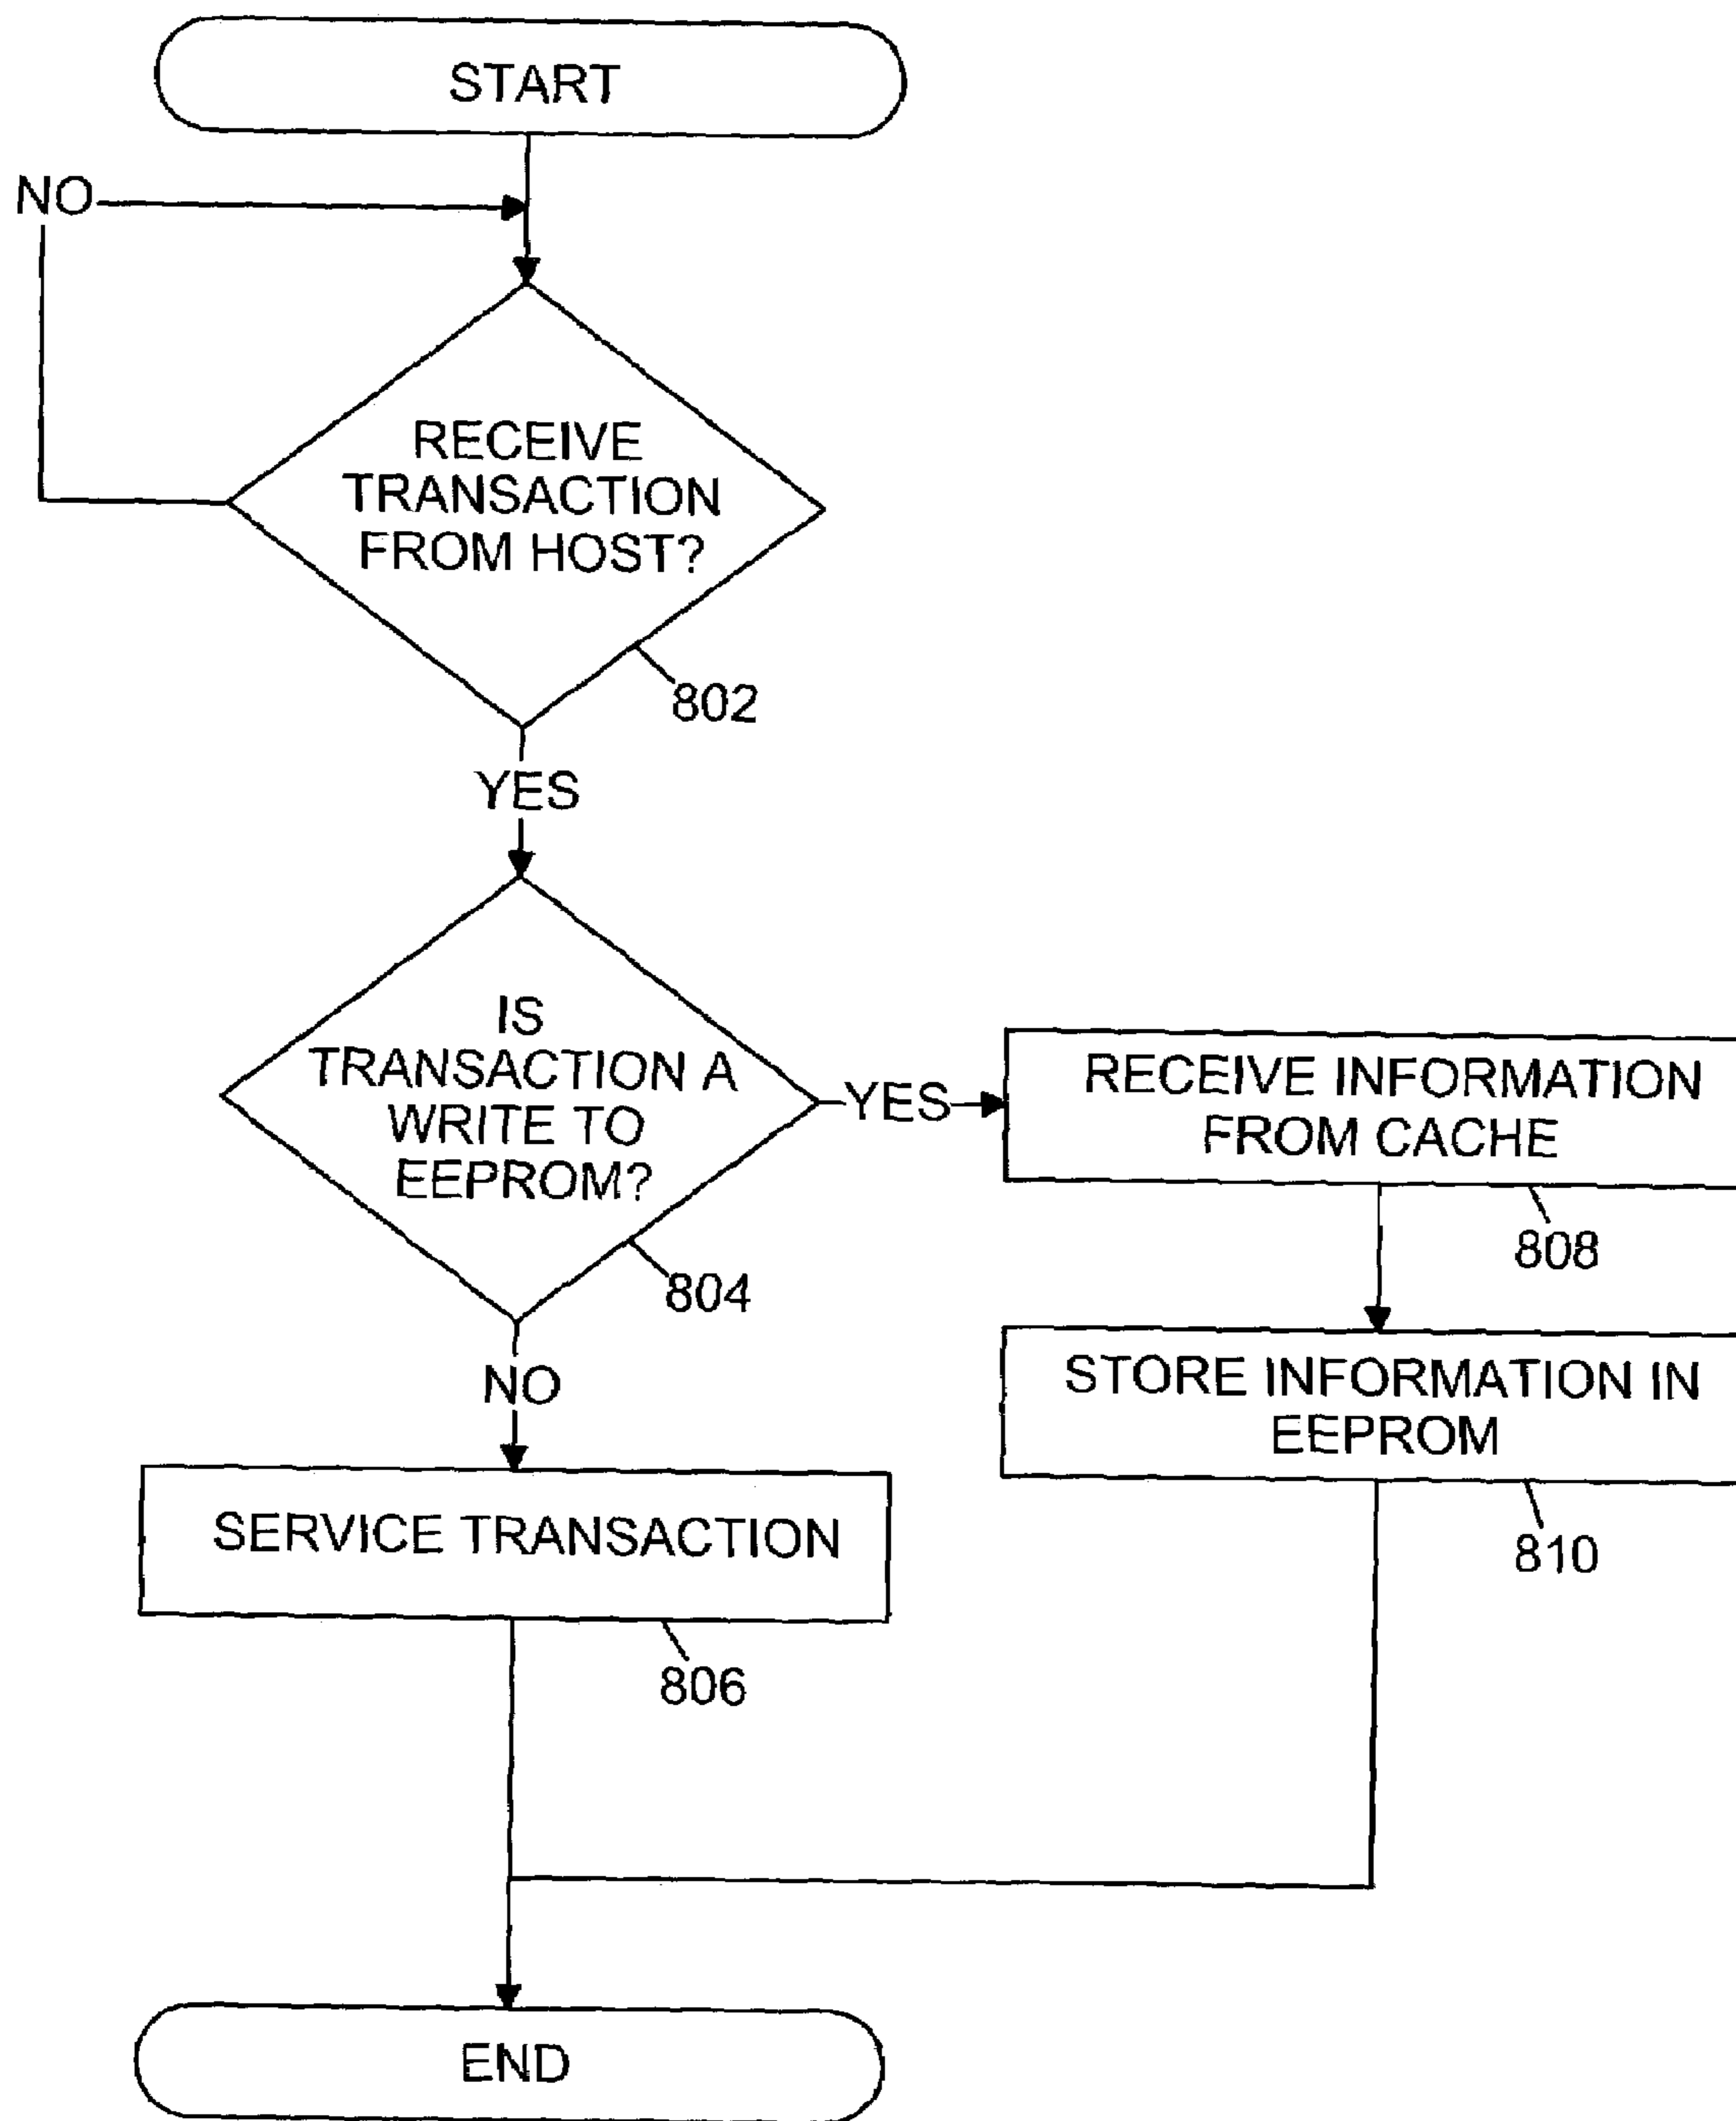 START
NO
RECEIVE
TRANSACTION
FROM HOST?
802
YES
IS
TRANSACTION A
WRITE TO
EEPROM?
804
YES
RECEIVE INFORMATION
FROM CACHE
808
NO
STORE INFORMATION IN
EEPROM
810
SERVICE TRANSACTION
806
END